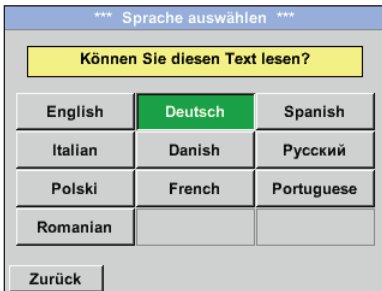 *** Sprache auswählen ***
Können Sie diesen Text lesen?
English Deutsch Spanish
Italian Danish Русский
Polski French Portuguese
Romanian
Zurück